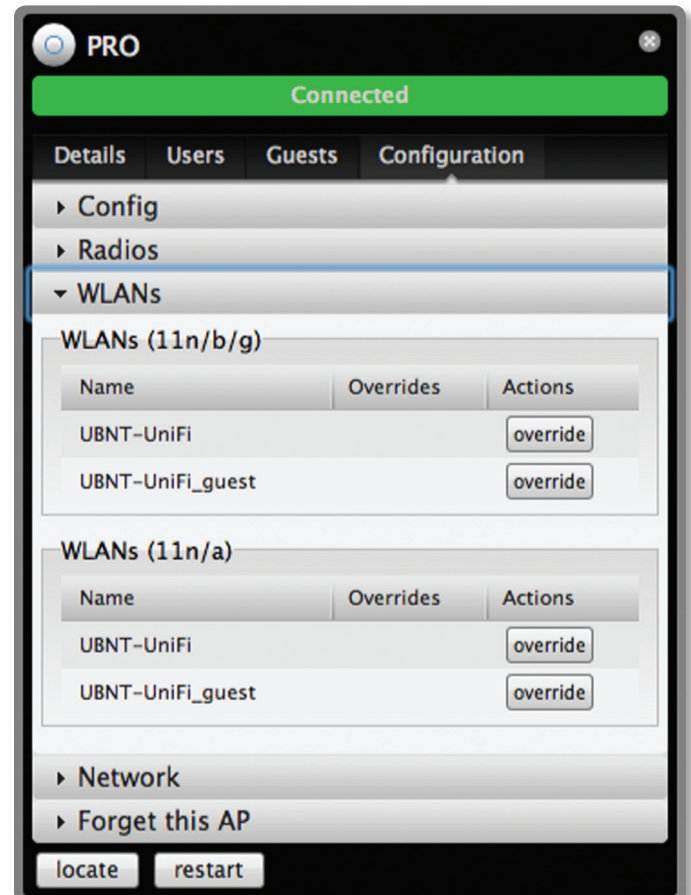 PRO
Connected
Details Users Guests Configuration
Config
Radios
WLANs
WLANs (11n/b/g)
Name Overrides Actions
UBNT-UniFi override
UBNT-UniFi_guest override
WLANs (11n/a)
Name Overrides Actions
UBNT-UniFi override
UBNT-UniFi_guest override
Network
Forget this AP
locate restart